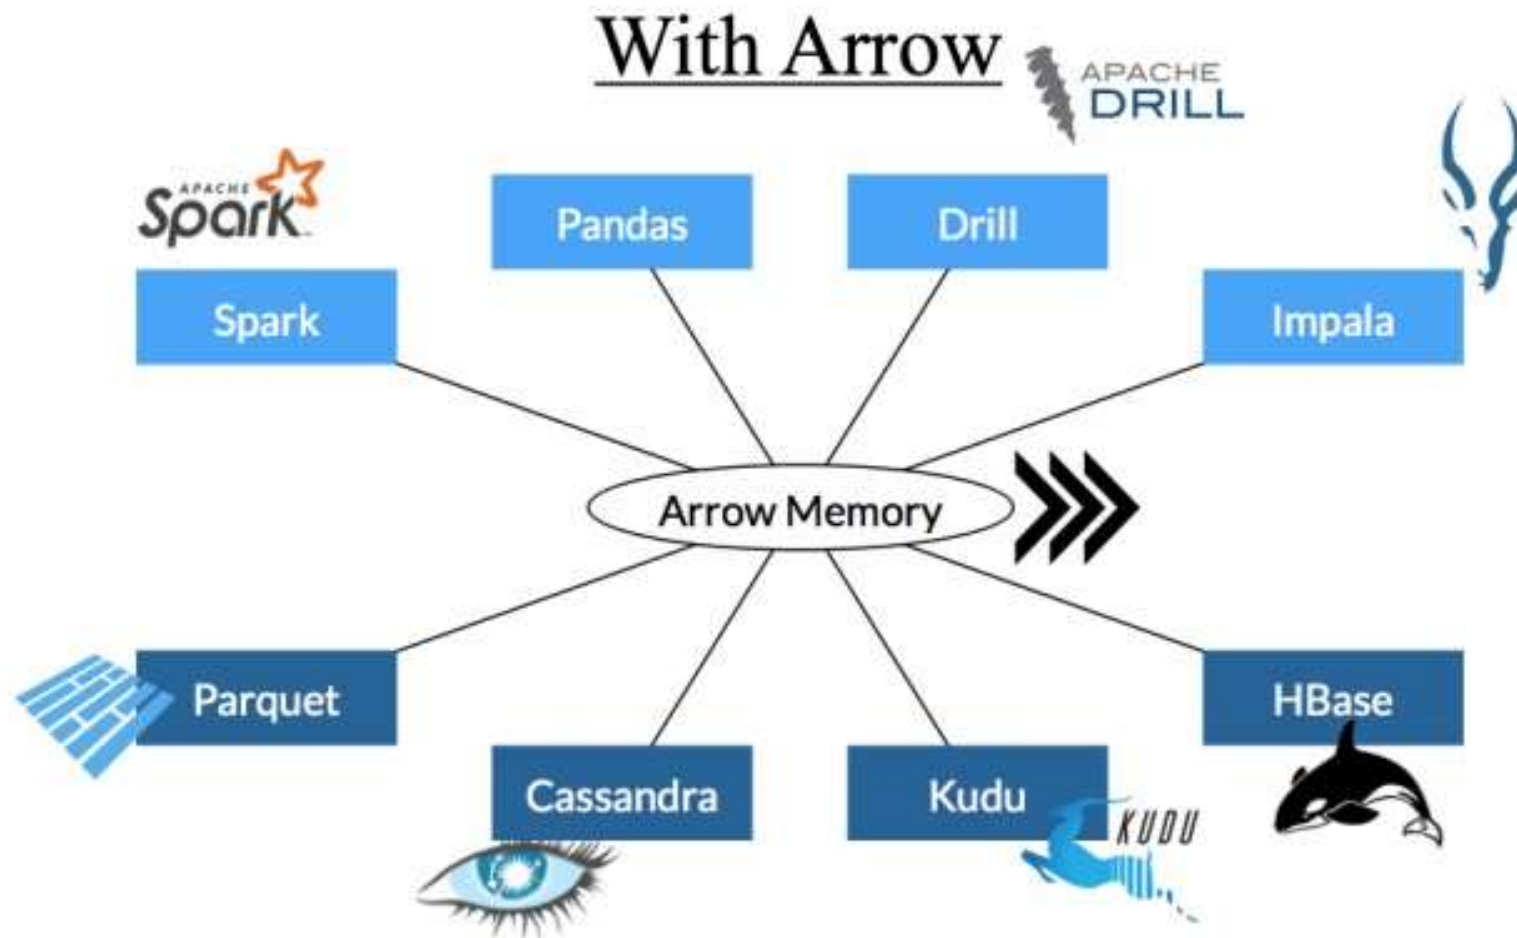 With Arrow
APACHE
DRILL
APACHE
Spark
Pandas
Drill
Spark
Impala
Arrow Memory
Parquet
HBase
Cassandra
Kudu
KUDU